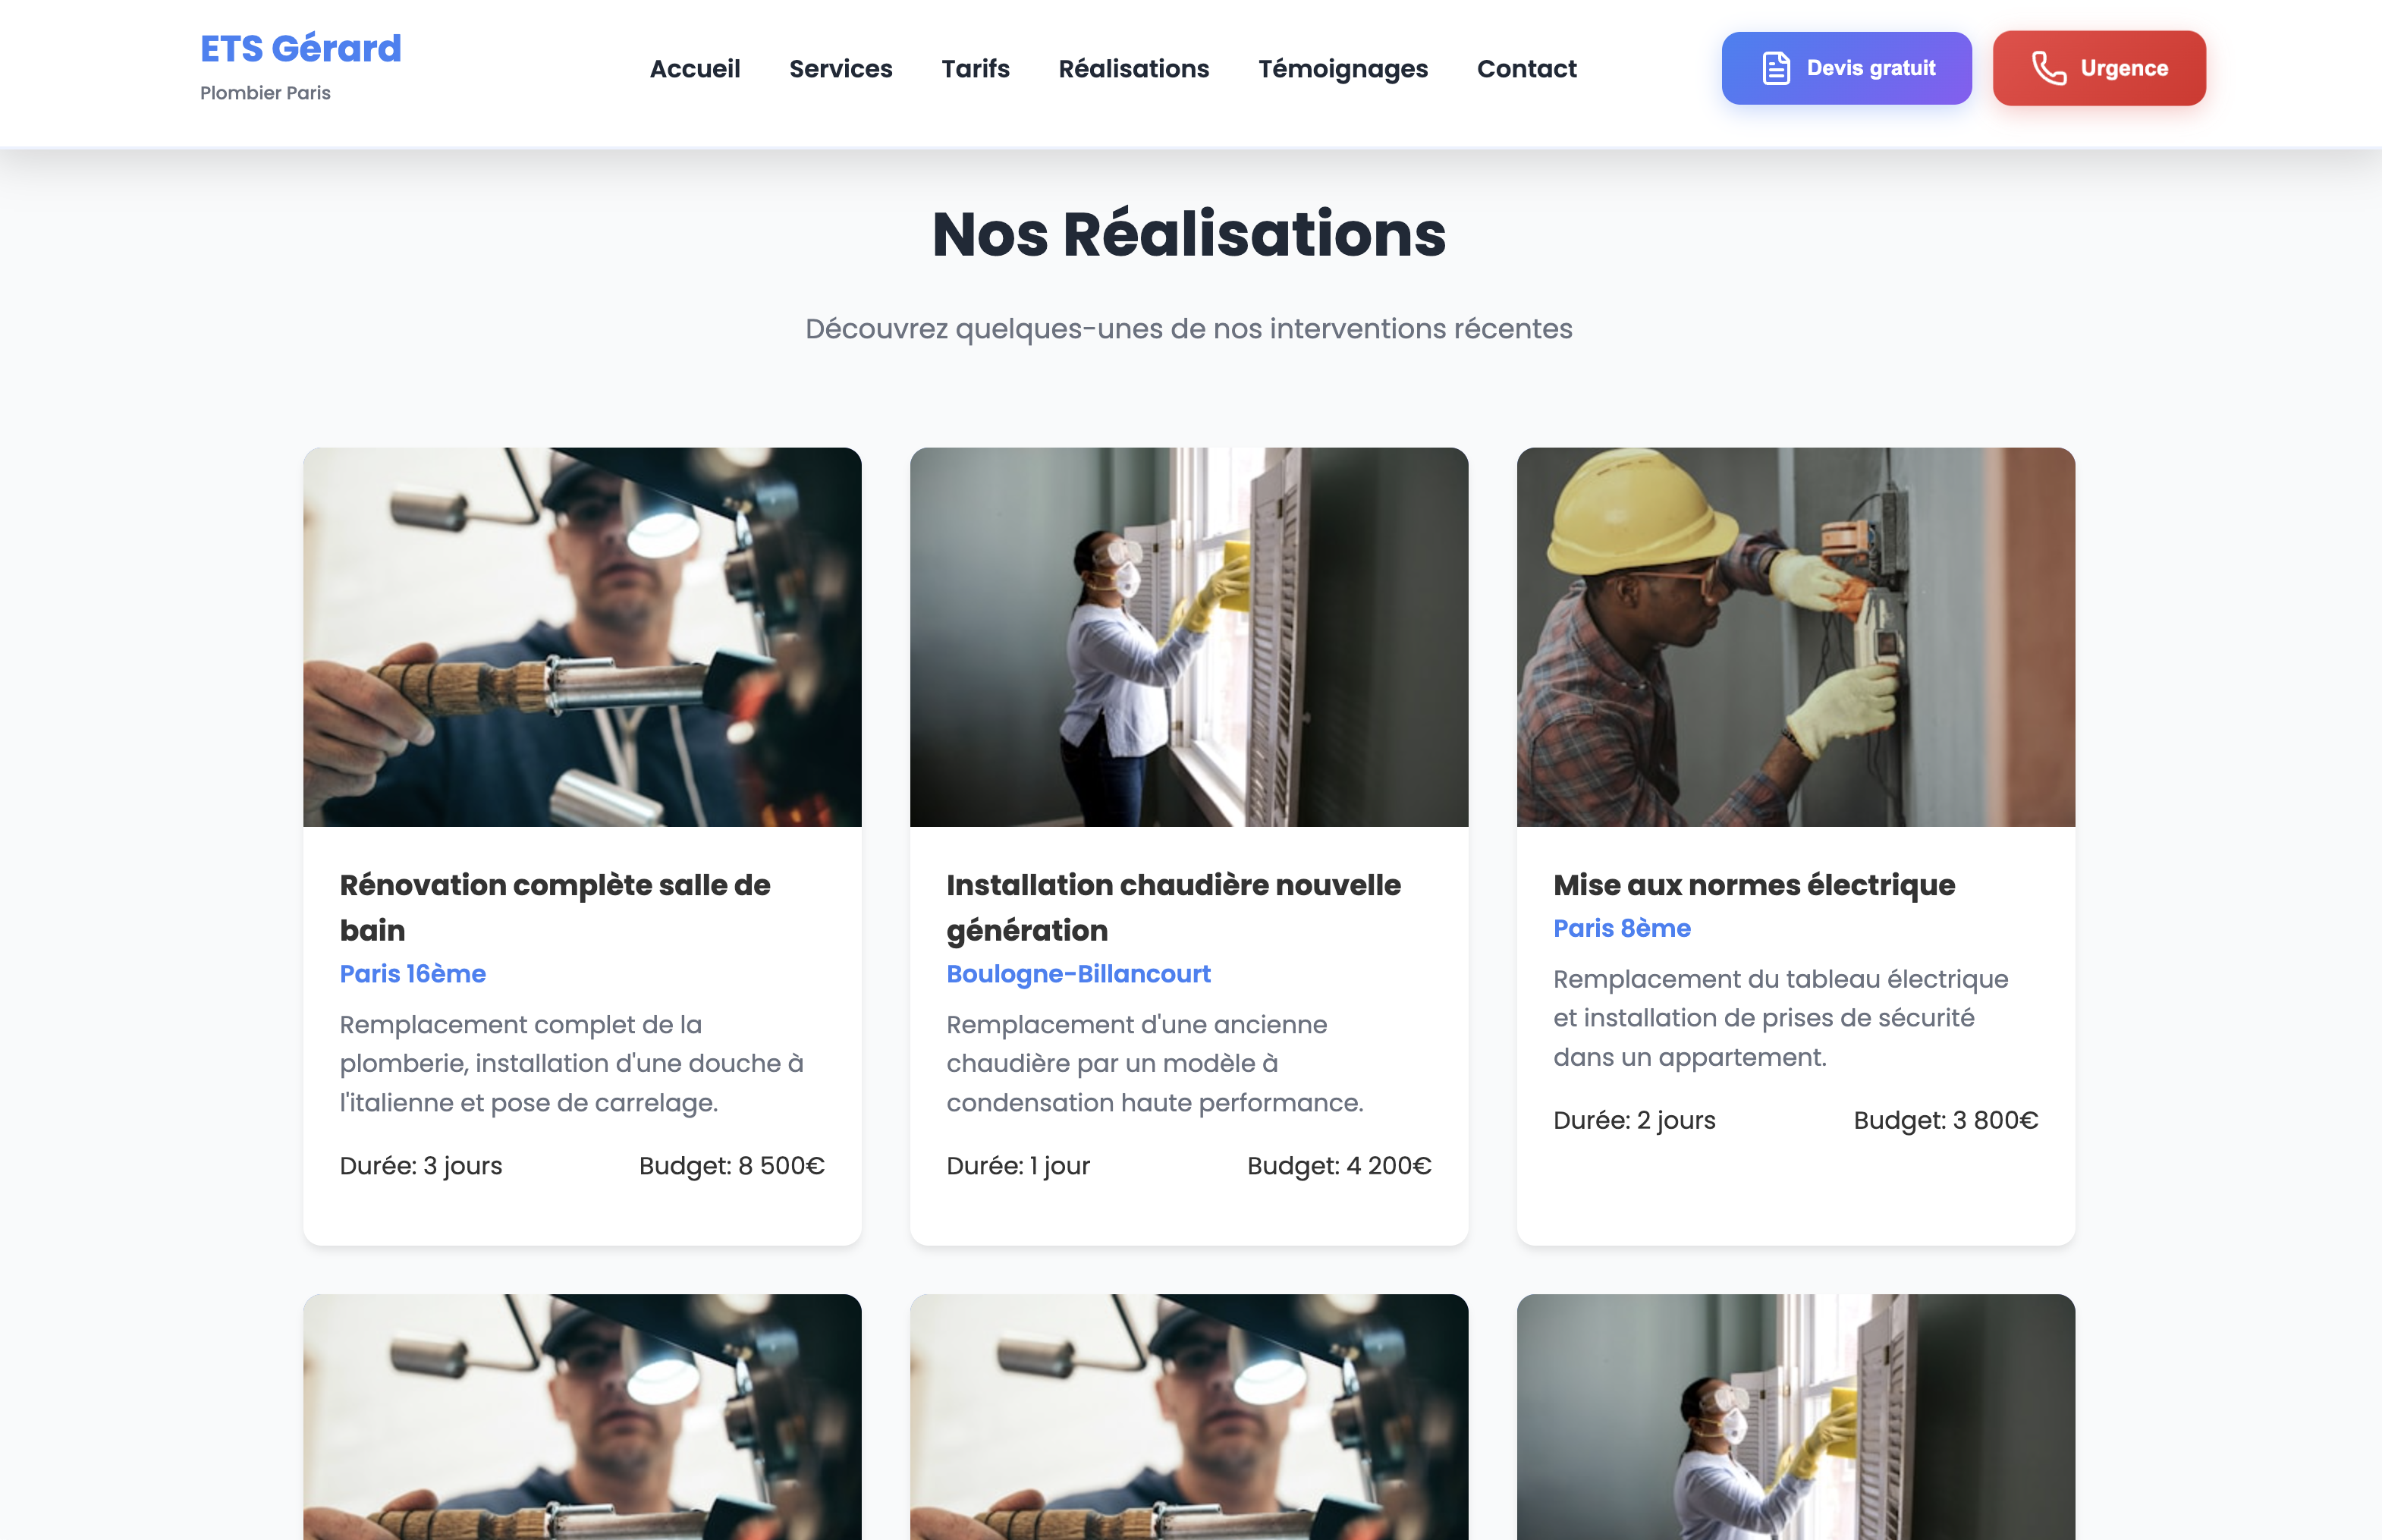 ETS Gérard
Plombier Paris
Accueil
Services
Tarifs
Réalisations
Témoignages
Contact
Devis gratuit
Urgence
Nos Réalisations
Découvrez quelques-unes de nos interventions récentes
Rénovation complète salle de
bain
Paris 16ème
Remplacement complet de la
plomberie, installation d'une douche à
l'italienne et pose de carrelage.
Durée: 3 jours
Budget: 8 500€
Installation chaudière nouvelle
génération
Boulogne-Billancourt
Remplacement d'une ancienne
chaudière par un modèle à
condensation haute performance.
Durée: 1 jour
Budget: 4 200€
Mise aux normes électrique
Paris 8ème
Remplacement du tableau électrique
et installation de prises de sécurité
dans un appartement.
Durée: 2 jours
Budget: 3 800€